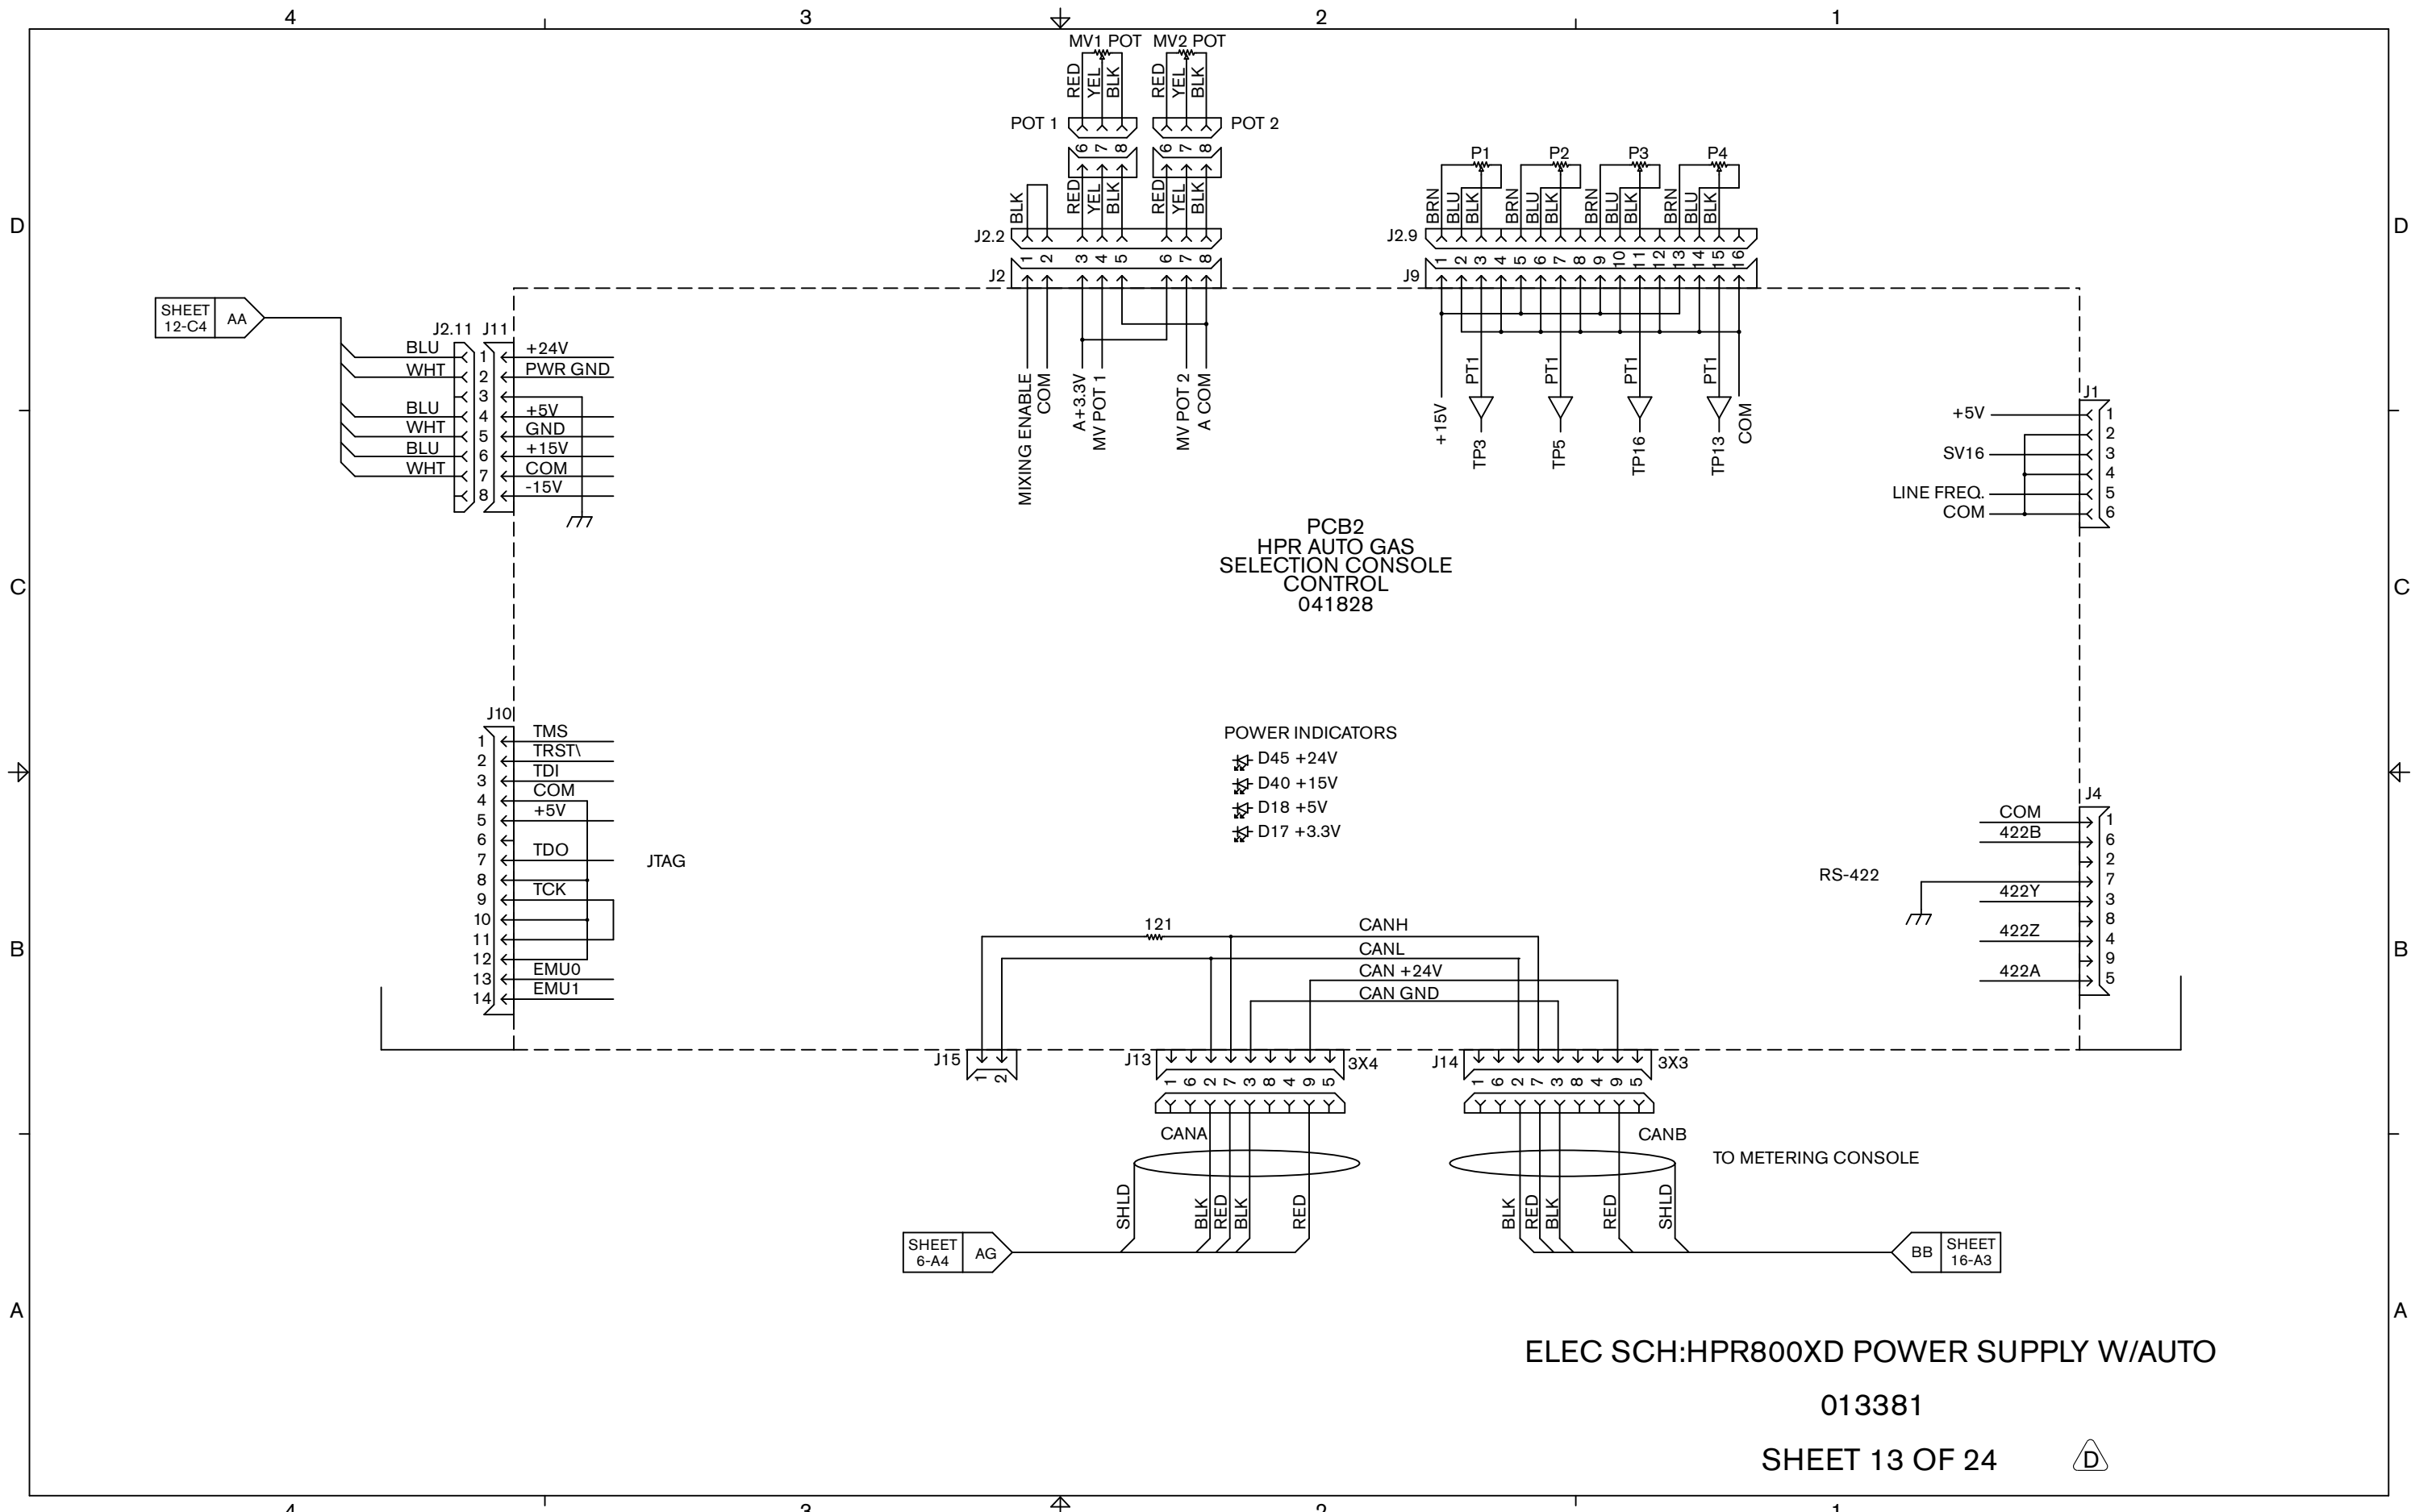 4 3 2 1
MV1 POT MV2 POT
RED YEL BLK RED YEL BLK
POT 1 POT 2
6 7 8 6 7 8
6 7 8 6 7 8
P1 P2 P3 P4
BLK RED YEL BLK RED YEL BLK
BRN BLU BLK BRN BLU BLK BRN BLU BLK BRN BLU BLK
D D
J2.2 J2.9
1 2 3 4 5 6 7 8
1 2 3 4 5 6 7 8 9 10 11 12 13 14 15 16
J2 J9
SHEET
12-C4
AA
J2.11 J11
BLU 1 +24V
WHT 2 PWR GND
3
BLU 4 +5V
WHT 5 GND
BLU 6 +15V
WHT 7 COM
8 -15V
MIXING ENABLE
COM
A+3.3V
MV POT 1
MV POT 2
A COM
+15V
PT1 PT1 PT1 PT1
TP3 TP5 TP16 TP13
COM
J1
+5V 1
2
SV16 3
4
LINE FREQ. 5
COM 6
PCB2
HPR AUTO GAS
SELECTION CONSOLE
CONTROL
041828
C C
J10
1 TMS
2 TRST\
3 TDI
4 COM
5 +5V
6
7 TDO
8
9 TCK
10
11
12
13 EMU0
14 EMU1
JTAG
POWER INDICATORS
D45 +24V
D40 +15V
D18 +5V
D17 +3.3V
J4
COM 1
422B 6
2
7
422Y 3
8
422Z 4
9
422A 5
RS-422
B B
121 CANH
CANL
CAN +24V
CAN GND
J15 J13 3X4 J14 3X3
1 2
1 6 2 7 3 8 4 9 5
1 6 2 7 3 8 4 9 5
CANA CANB
TO METERING CONSOLE
SHLD BLK RED BLK RED
BLK RED BLK RED SHLD
SHEET
6-A4
AG
BB
SHEET
16-A3
A A
ELEC SCH:HPR800XD POWER SUPPLY W/AUTO
013381
SHEET 13 OF 24 D
4 3 2 1